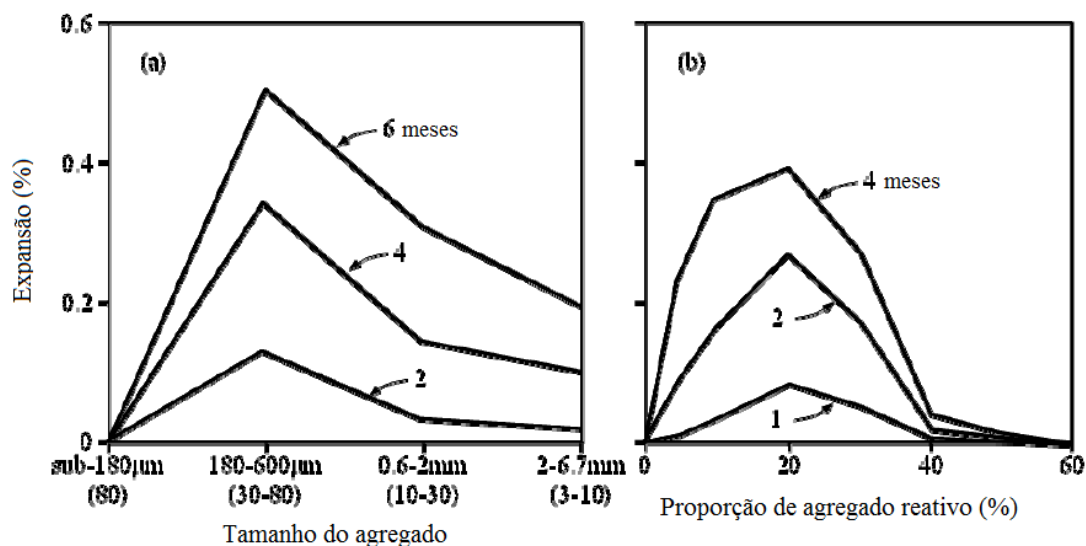 Expansão (%)
0.6
0.4
0.2
0
(a)
6 meses
4
2
sub-180µm
(80)
180-600µm
(30-80)
0.6-2mm
(10-30)
2-6.7mm
(3-10)
Tamanho do agregado
(b)
4 meses
2
1
0
20
40
60
Proporção de agregado reativo (%)